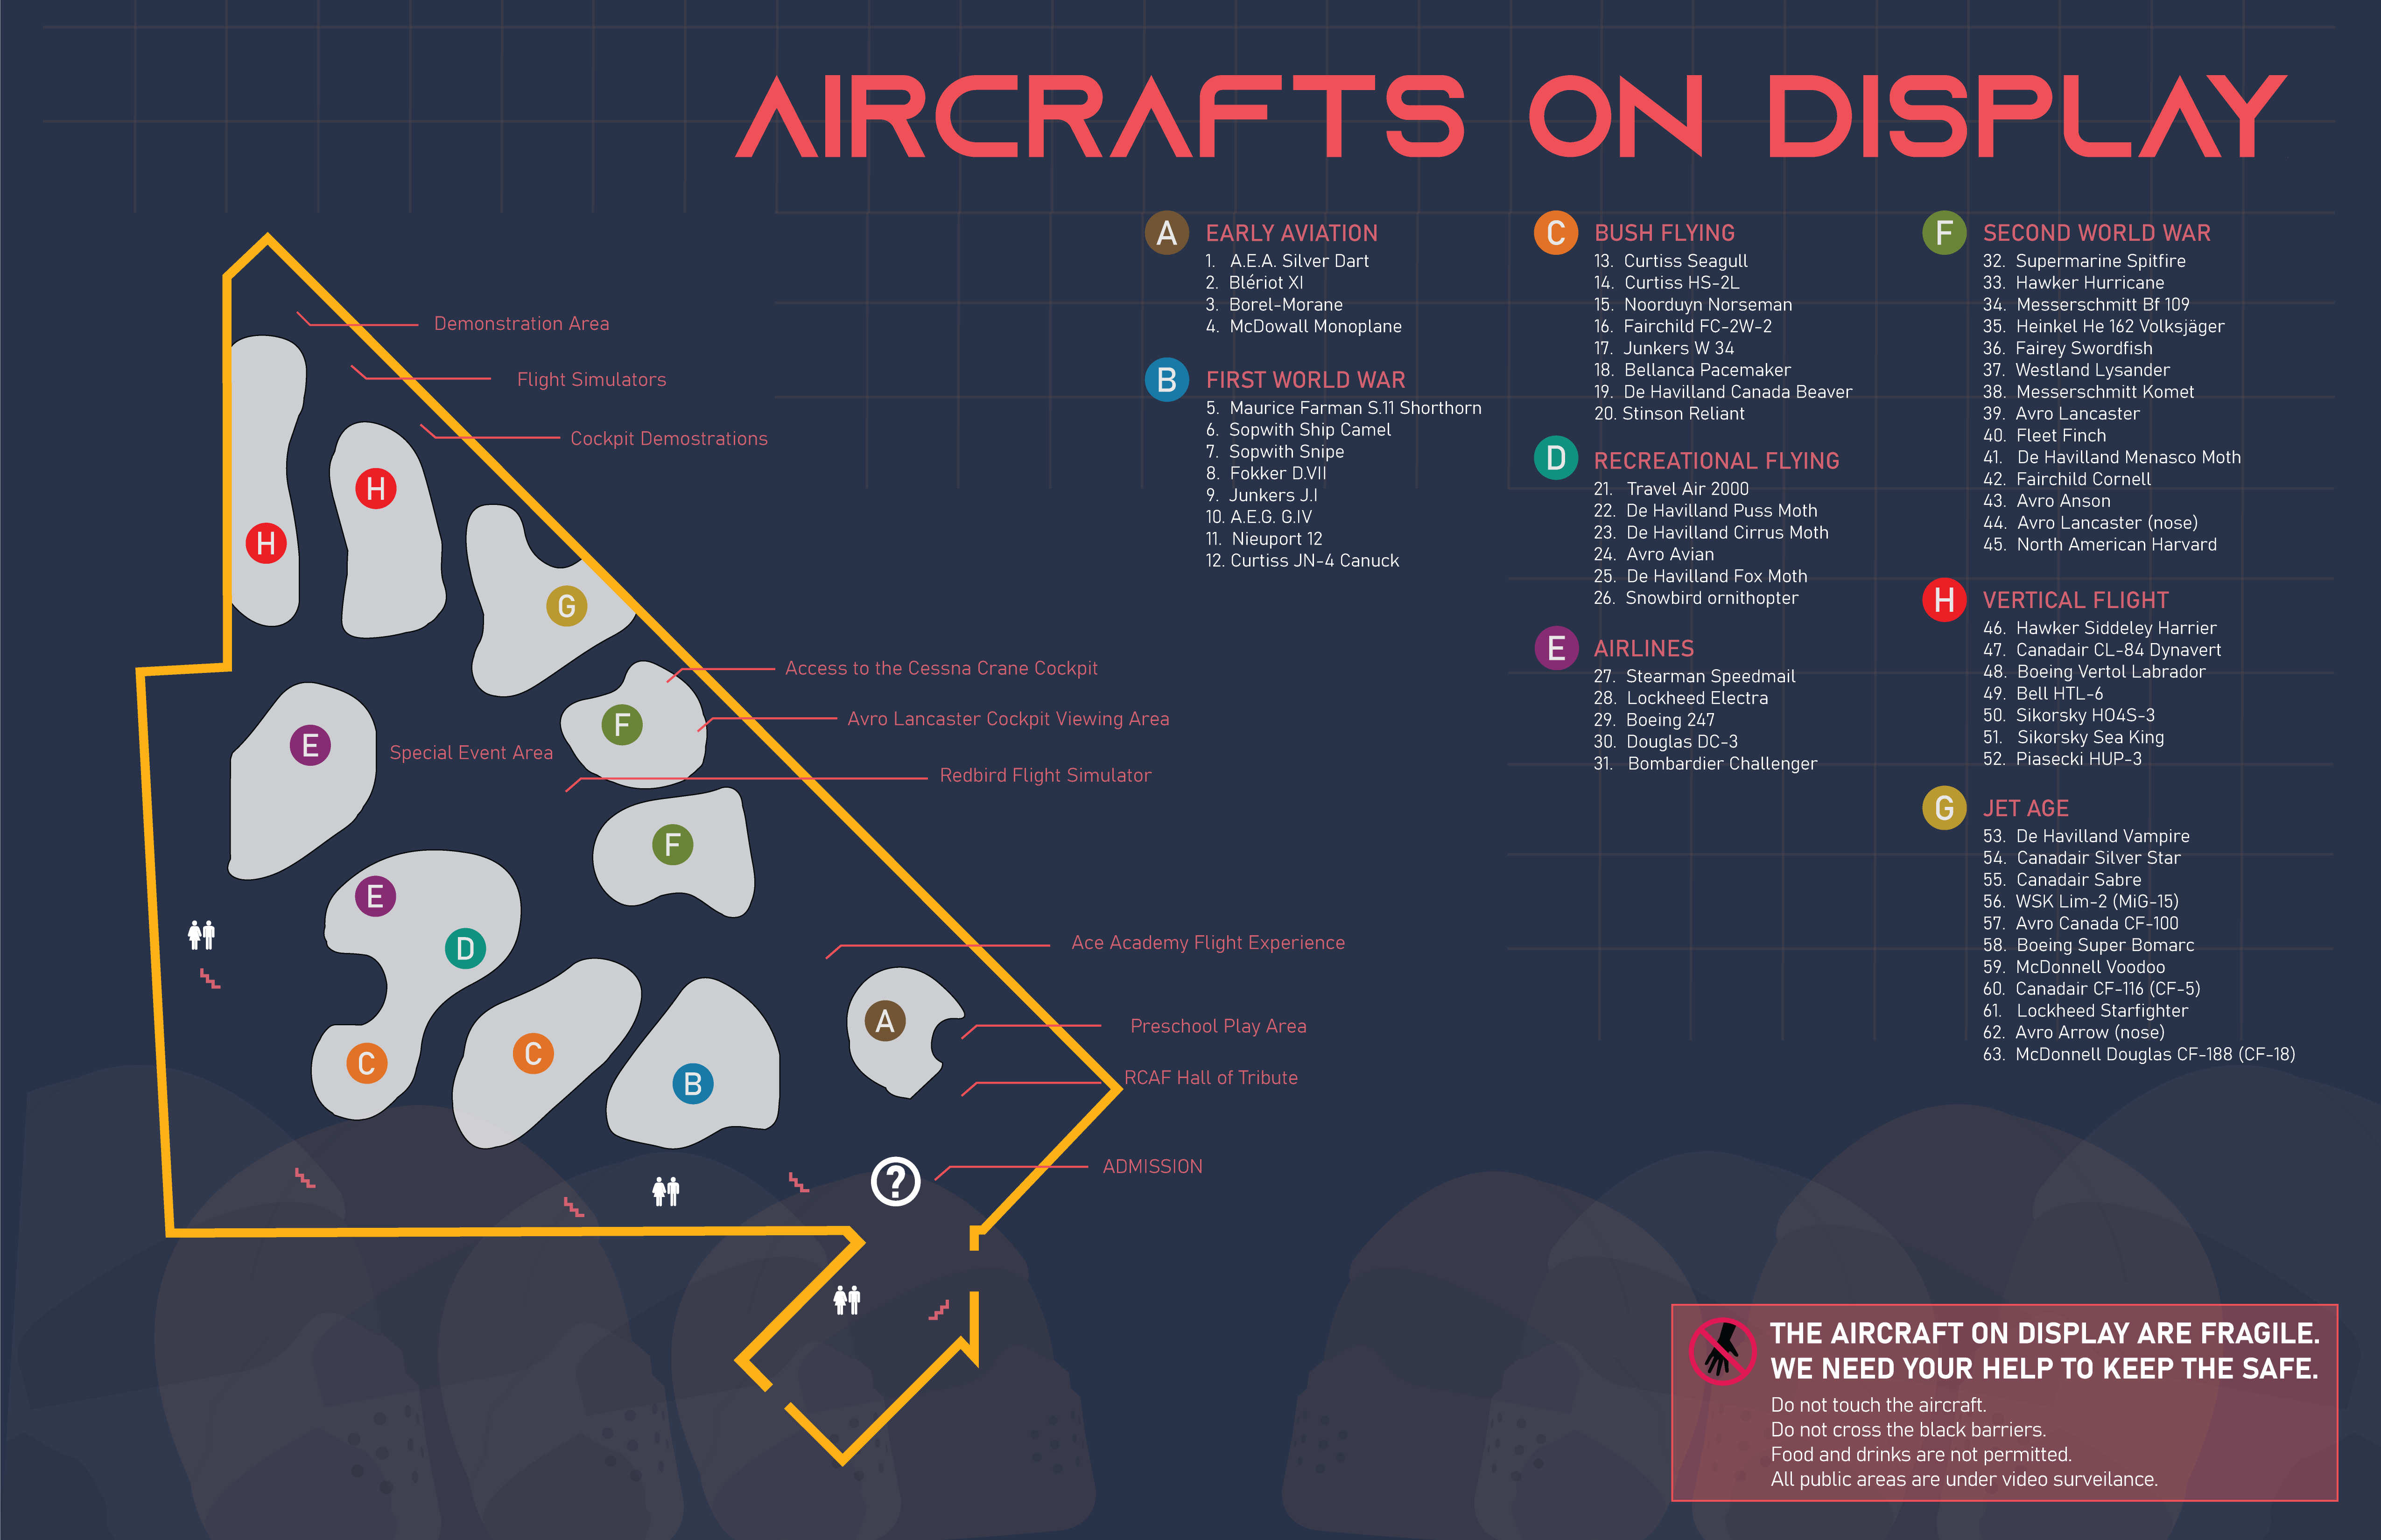 AIRCRAFTS ON DISPLAY
A EARLY AVIATION
1. A.E.A. Silver Dart
2. Blériot XI
3. Borel-Morane
4. McDowall Monoplane
B FIRST WORLD WAR
5. Maurice Farman S.11 Shorthorn
6. Sopwith Ship Camel
7. Sopwith Snipe
8. Fokker D.VII
9. Junkers J.I
10. A.E.G. G.IV
11. Nieuport 12
12. Curtiss JN-4 Canuck
C BUSH FLYING
13. Curtiss Seagull
14. Curtiss HS-2L
15. Noorduyn Norseman
16. Fairchild FC-2W-2
17. Junkers W 34
18. Bellanca Pacemaker
19. De Havilland Canada Beaver
20. Stinson Reliant
D RECREATIONAL FLYING
21. Travel Air 2000
22. De Havilland Puss Moth
23. De Havilland Cirrus Moth
24. Avro Avian
25. De Havilland Fox Moth
26. Snowbird ornithopter
E AIRLINES
27. Stearman Speedmail
28. Lockheed Electra
29. Boeing 247
30. Douglas DC-3
31. Bombardier Challenger
F SECOND WORLD WAR
32. Supermarine Spitfire
33. Hawker Hurricane
34. Messerschmitt Bf 109
35. Heinkel He 162 Volksjäger
36. Fairey Swordfish
37. Westland Lysander
38. Messerschmitt Komet
39. Avro Lancaster
40. Fleet Finch
41. De Havilland Menasco Moth
42. Fairchild Cornell
43. Avro Anson
44. Avro Lancaster (nose)
45. North American Harvard
H VERTICAL FLIGHT
46. Hawker Siddeley Harrier
47. Canadair CL-84 Dynavert
48. Boeing Vertol Labrador
49. Bell HTL-6
50. Sikorsky HO4S-3
51. Sikorsky Sea King
52. Piasecki HUP-3
G JET AGE
53. De Havilland Vampire
54. Canadair Silver Star
55. Canadair Sabre
56. WSK Lim-2 (MiG-15)
57. Avro Canada CF-100
58. Boeing Super Bomarc
59. McDonnell Voodoo
60. Canadair CF-116 (CF-5)
61. Lockheed Starfighter
62. Avro Arrow (nose)
63. McDonnell Douglas CF-188 (CF-18)
Demonstration Area
Flight Simulators
Cockpit Demostrations
H
H
G
Access to the Cessna Crane Cockpit
Avro Lancaster Cockpit Viewing Area
F
E
Special Event Area
Redbird Flight Simulator
F
E
D
Ace Academy Flight Experience
A
Preschool Play Area
C
C
B
RCAF Hall of Tribute
ADMISSION
?
THE AIRCRAFT ON DISPLAY ARE FRAGILE.
WE NEED YOUR HELP TO KEEP THE SAFE.
Do not touch the aircraft.
Do not cross the black barriers.
Food and drinks are not permitted.
All public areas are under video surveilance.